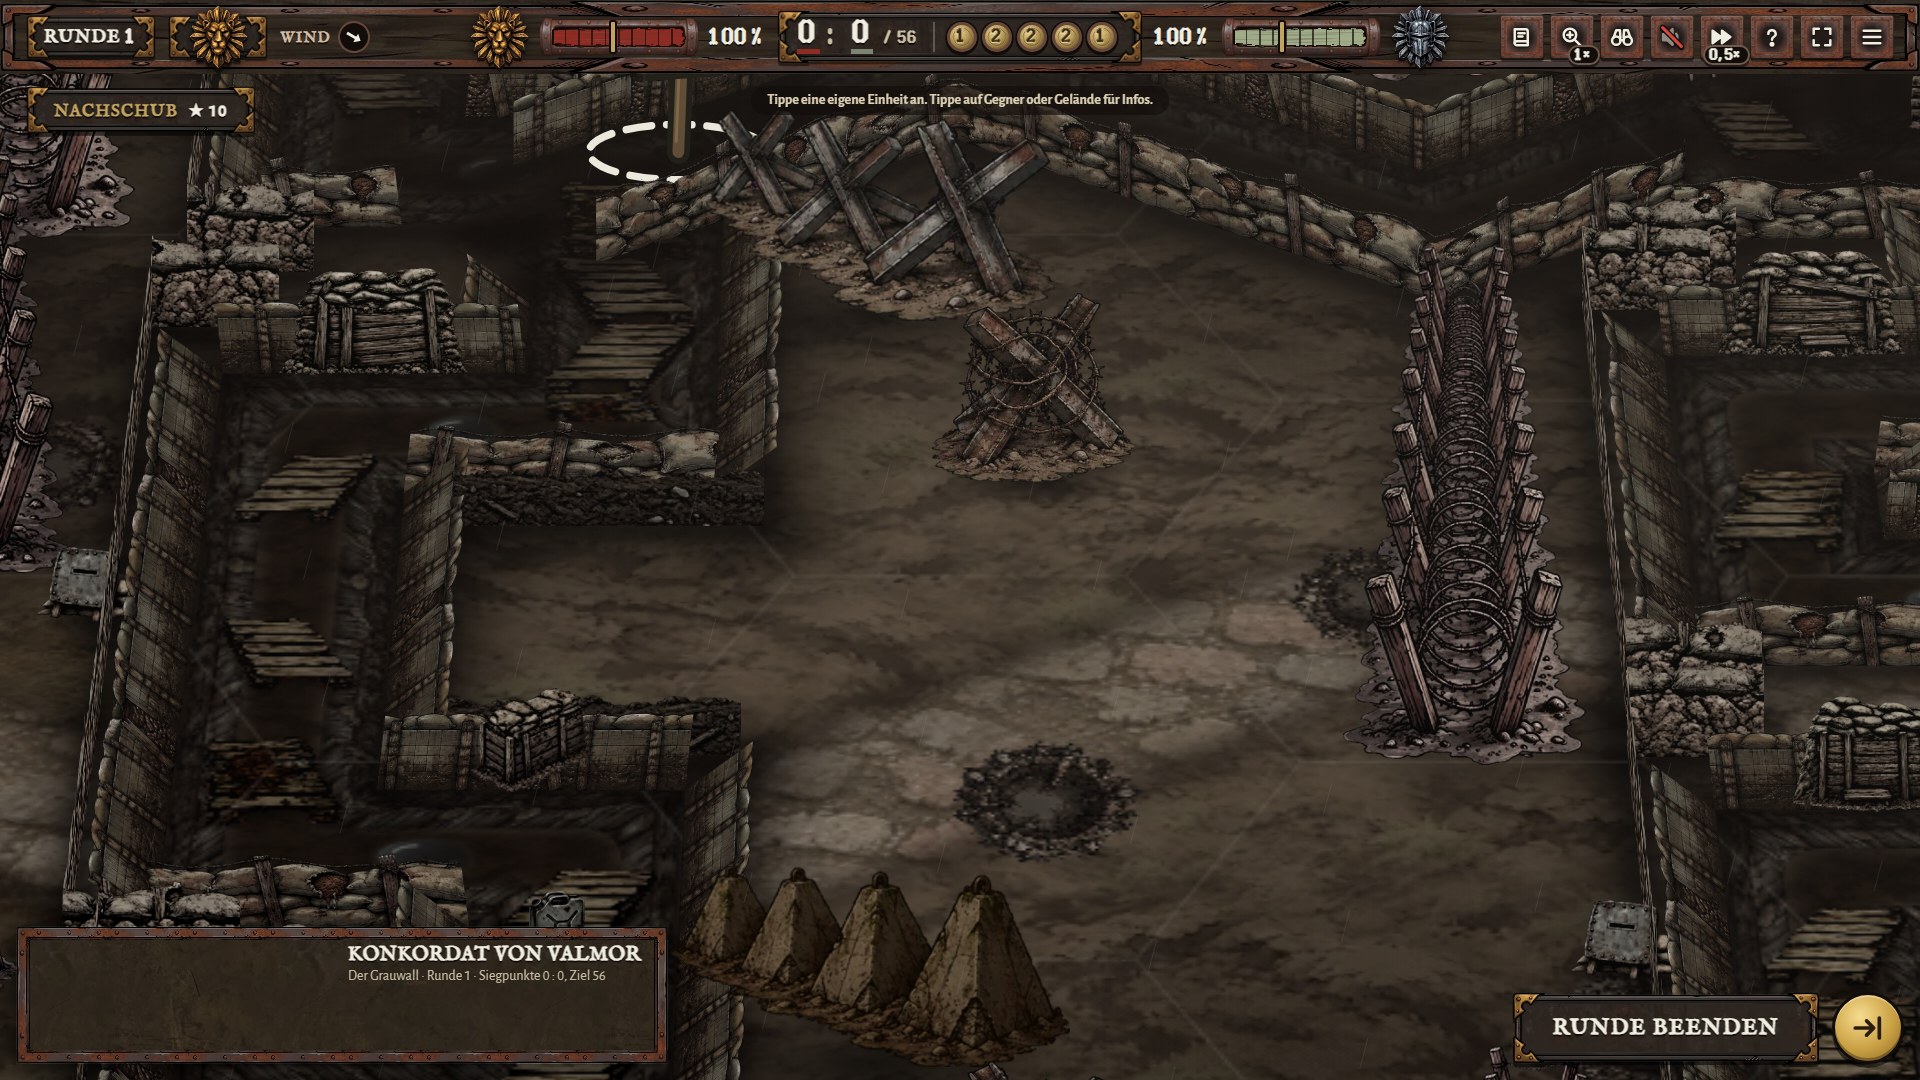 RUNDE 1
WIND
100 %
0 : 0 / 56
1 2 2 2 1
100 %
1×
0,5×
?
NACHSCHUB ★ 10
Tippe eine eigene Einheit an. Tippe auf Gegner oder Gelände für Infos.
KONKORDAT VON VALMOR
Der Grauwall · Runde 1 · Siegpunkte 0 : 0, Ziel 56
RUNDE BEENDEN